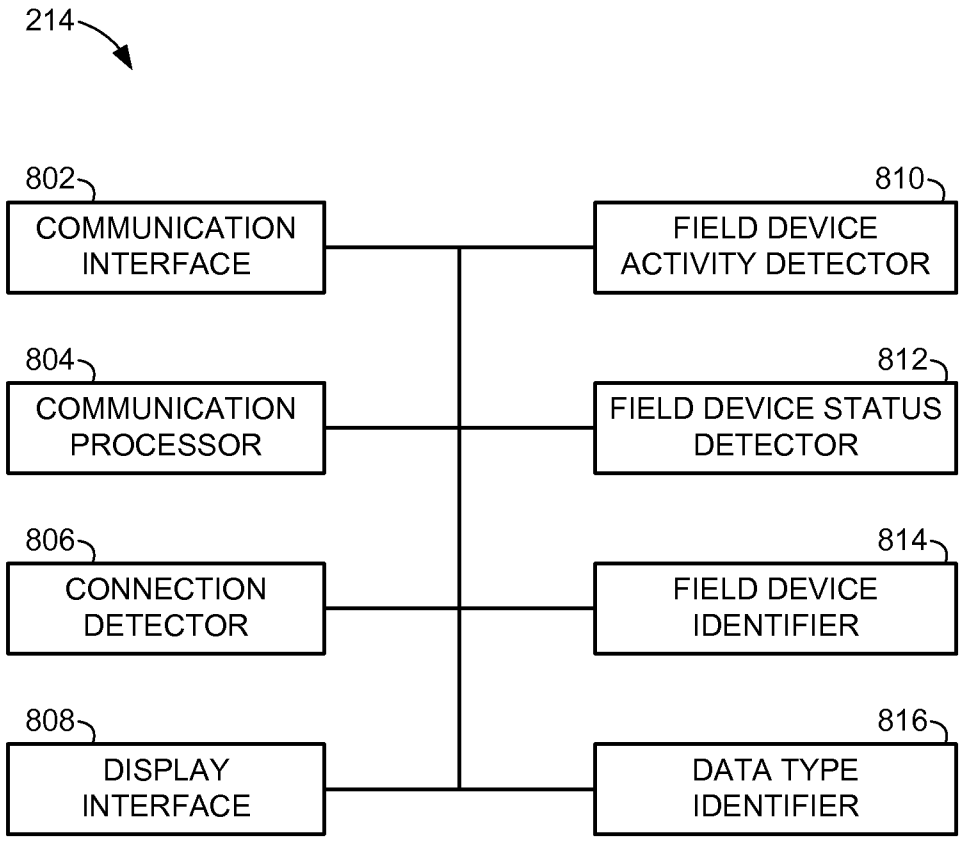 214
802
COMMUNICATION
INTERFACE
810
FIELD DEVICE
ACTIVITY DETECTOR
804
COMMUNICATION
PROCESSOR
812
FIELD DEVICE STATUS
DETECTOR
806
CONNECTION
DETECTOR
814
FIELD DEVICE
IDENTIFIER
808
DISPLAY
INTERFACE
816
DATA TYPE
IDENTIFIER